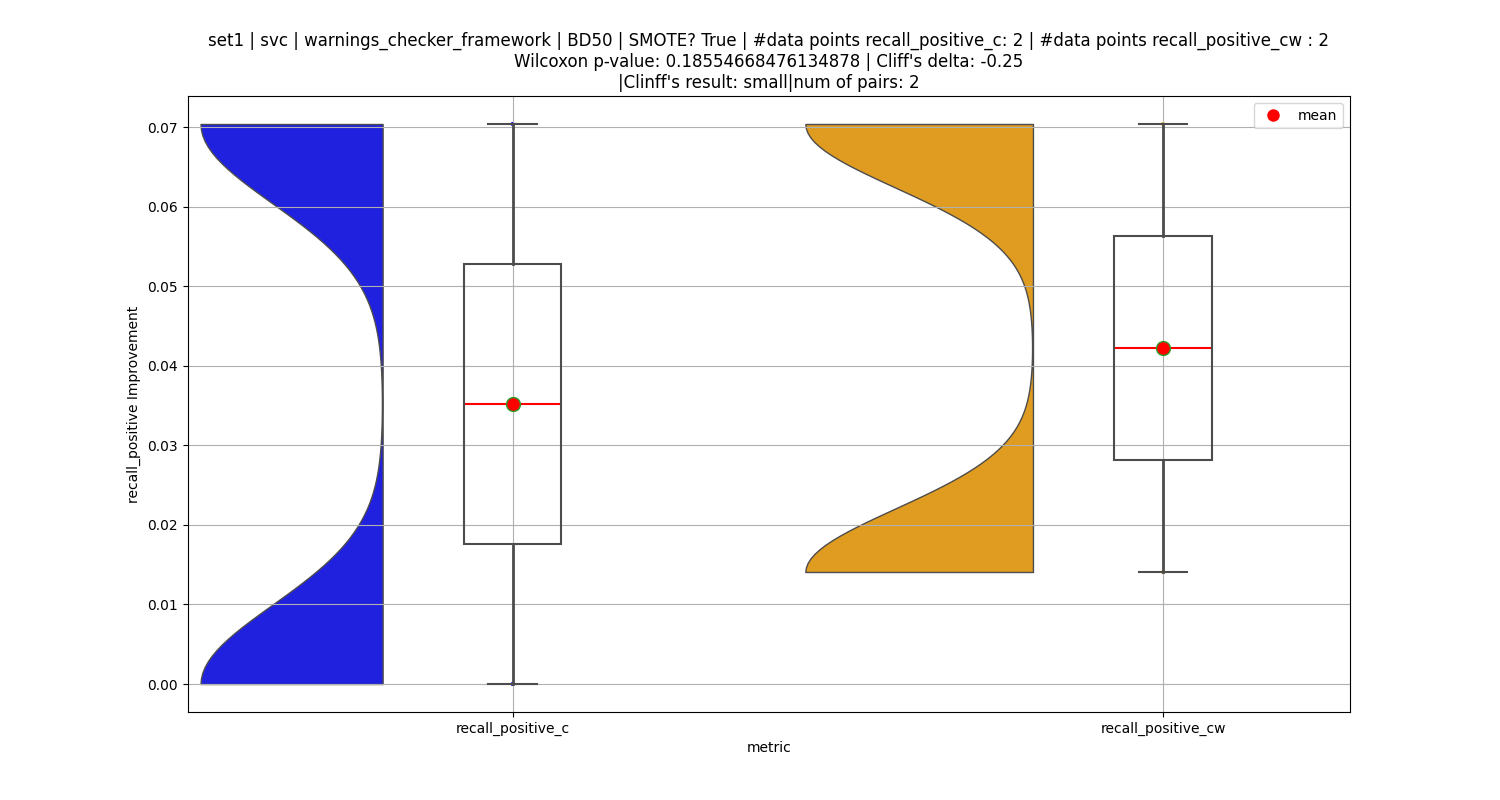 set1 | svc | warnings_checker_framework | BD50 | SMOTE? True | #data points recall_positive_c: 2 | #data points recall_positive_cw : 2
Wilcoxon p-value: 0.18554668476134878 | Cliff's delta: -0.25
|Clinff's result: small|num of pairs: 2
mean
0.07
0.06
0.05
0.04
0.03
0.02
0.01
0.00
recall_positive Improvement
recall_positive_c
recall_positive_cw
metric